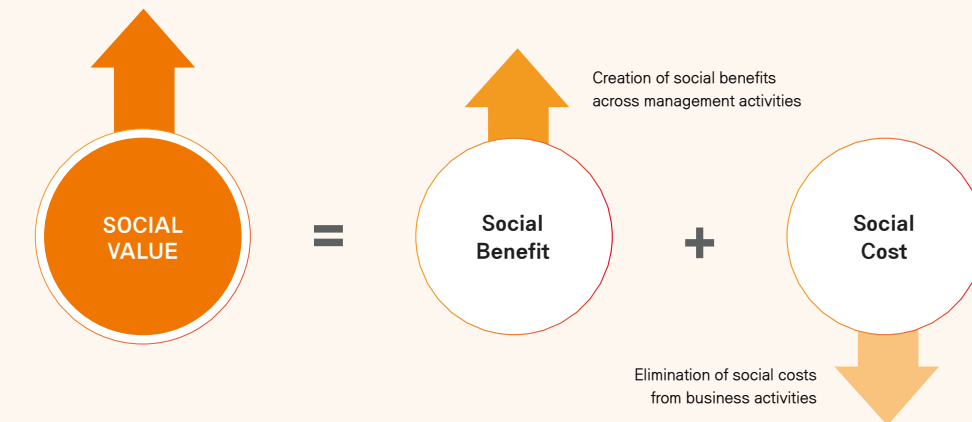 SOCIAL
VALUE
=
Social
Benefit
Creation of social benefits
across management activities
+
Social
Cost
Elimination of social costs
from business activities